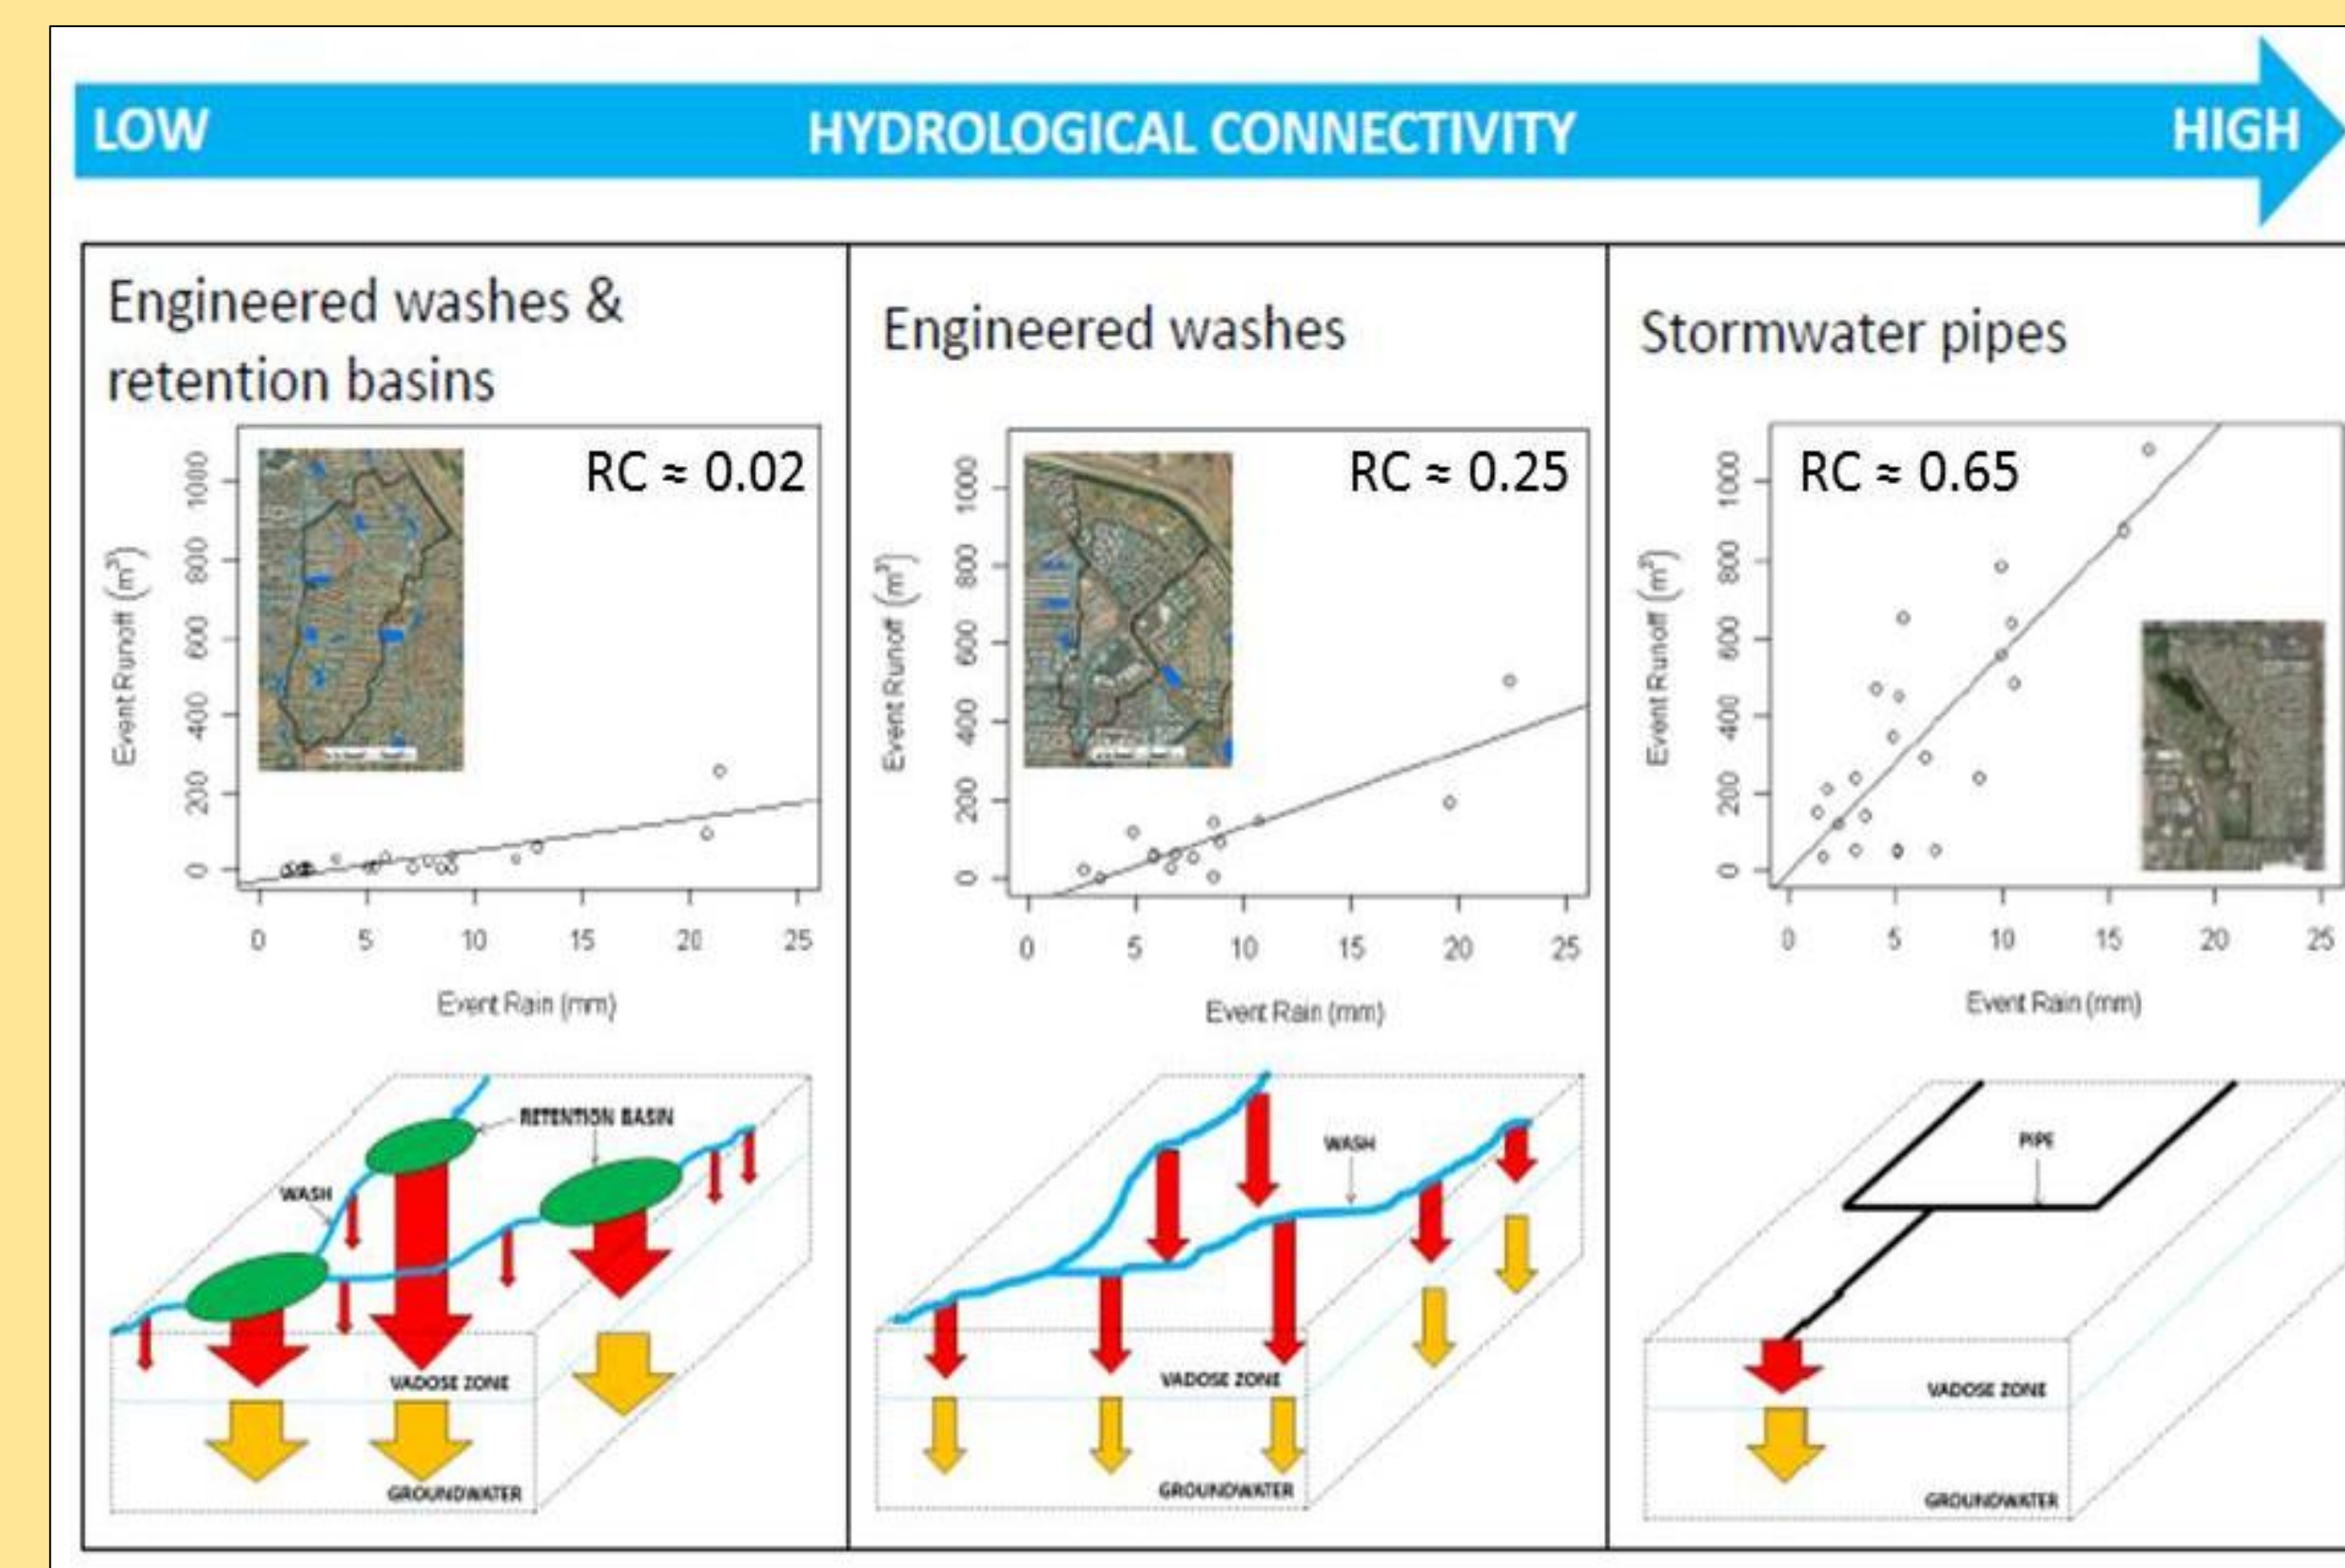 LOW HYDROLOGICAL CONNECTIVITY HIGH
Engineered washes &
retention basins
RC ≈ 0.02
Event Runoff (m³)
0 200 400 600 800 1000
0 5 10 15 20 25
Event Rain (mm)
RETENTION BASIN
WASH
VADOSE ZONE
GROUNDWATER
Engineered washes
RC ≈ 0.25
Event Runoff (m³)
0 200 400 600 800 1000
0 5 10 15 20 25
Event Rain (mm)
WASH
VADOSE ZONE
GROUNDWATER
Stormwater pipes
RC ≈ 0.65
Event Runoff (m³)
0 200 400 600 800 1000
0 5 10 15 20 25
Event Rain (mm)
PIPE
VADOSE ZONE
GROUNDWATER